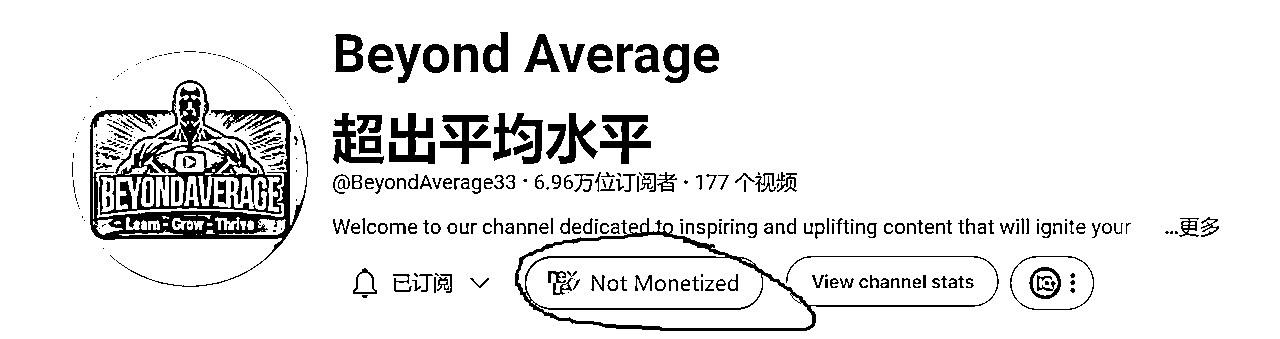 Beyond Average
超出平均水平
@BeyondAverage33 · 6.96万位订阅者 · 177 个视频
Welcome to our channel dedicated to inspiring and uplifting content that will ignite your ...更多
已订阅 Not Monetized View channel stats
BEYONDAVERAGE
- Learn - Grow - Thrive -